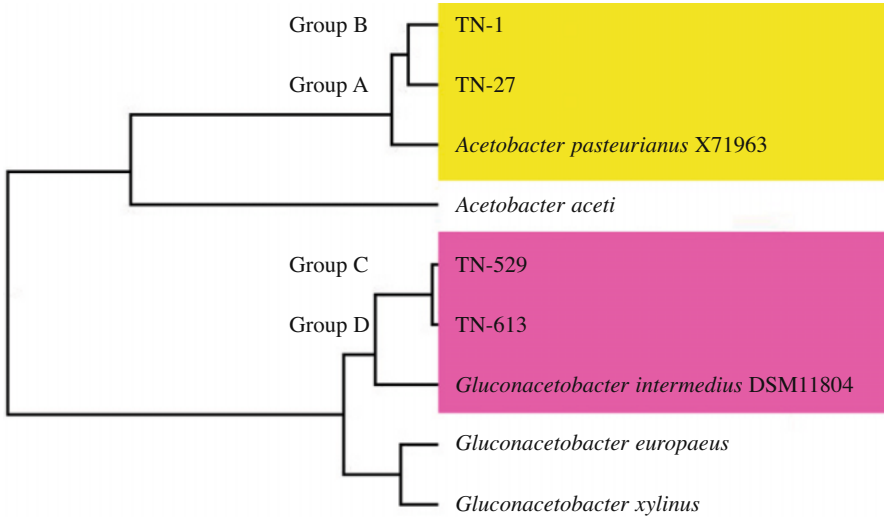 Group B TN-1
Group A TN-27
Acetobacter pasteurianus X71963
Acetobacter aceti
Group C TN-529
Group D TN-613
Gluconacetobacter intermedius DSM11804
Gluconacetobacter europaeus
Gluconacetobacter xylinus